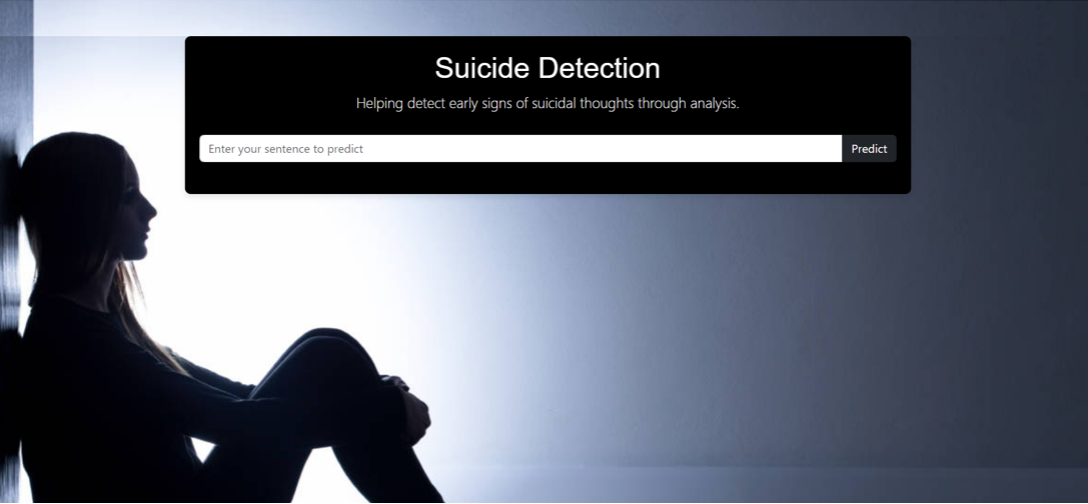 Suicide Detection
Helping detect early signs of suicidal thoughts through analysis.
Enter your sentence to predict
Predict